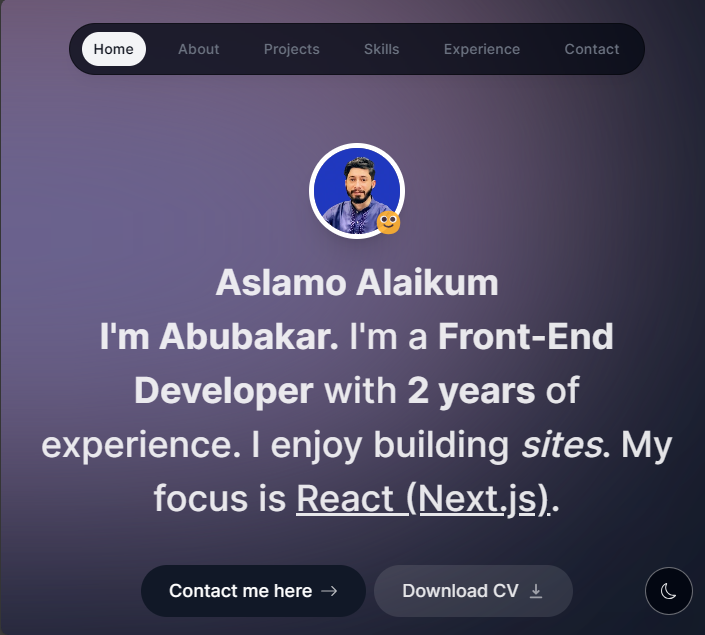 Home About Projects Skills Experience Contact
Aslamo Alaikum
I'm Abubakar. I'm a Front-End
Developer with 2 years of
experience. I enjoy building sites. My
focus is React (Next.js).
Contact me here Download CV